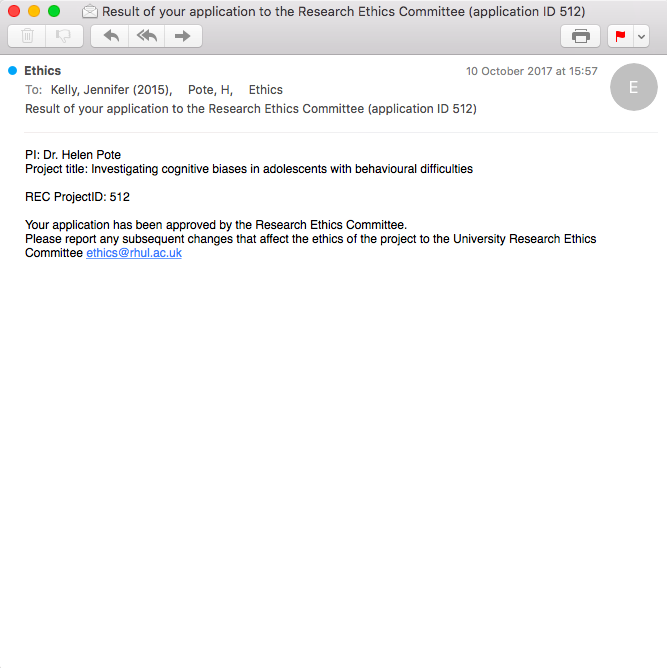 Result of your application to the Research Ethics Committee (application ID 512)
Ethics
10 October 2017 at 15:57
E
To: Kelly, Jennifer (2015), Pote, H, Ethics
Result of your application to the Research Ethics Committee (application ID 512)
PI: Dr. Helen Pote
Project title: Investigating cognitive biases in adolescents with behavioural difficulties
REC ProjectID: 512
Your application has been approved by the Research Ethics Committee.
Please report any subsequent changes that affect the ethics of the project to the University Research Ethics
Committee ethics@rhul.ac.uk